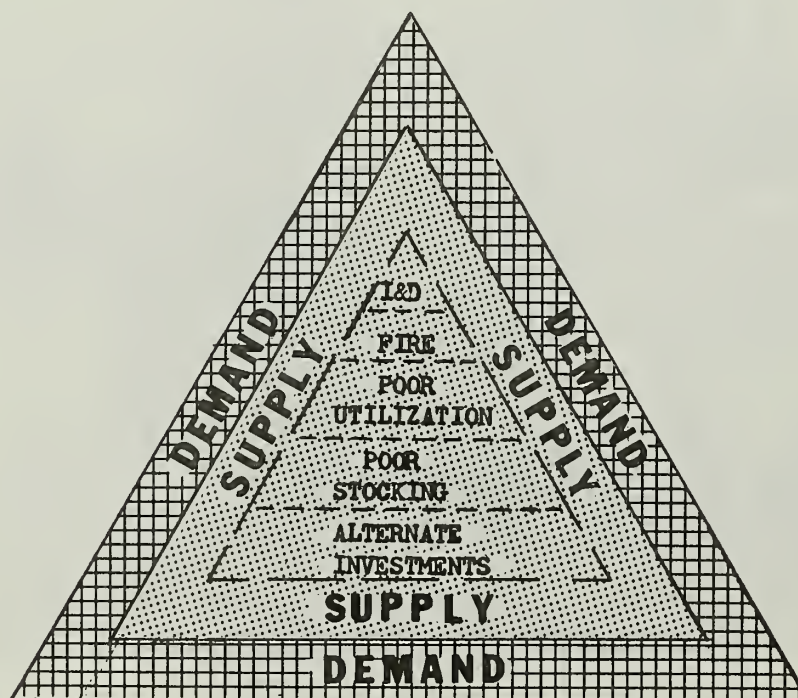 I&D
FIRE
POOR
UTILIZATION
POOR
STOCKING
ALTERNATE
INVESTMENTS
SUPPLY
SUPPLY
SUPPLY
DEMAND
DEMAND
DEMAND